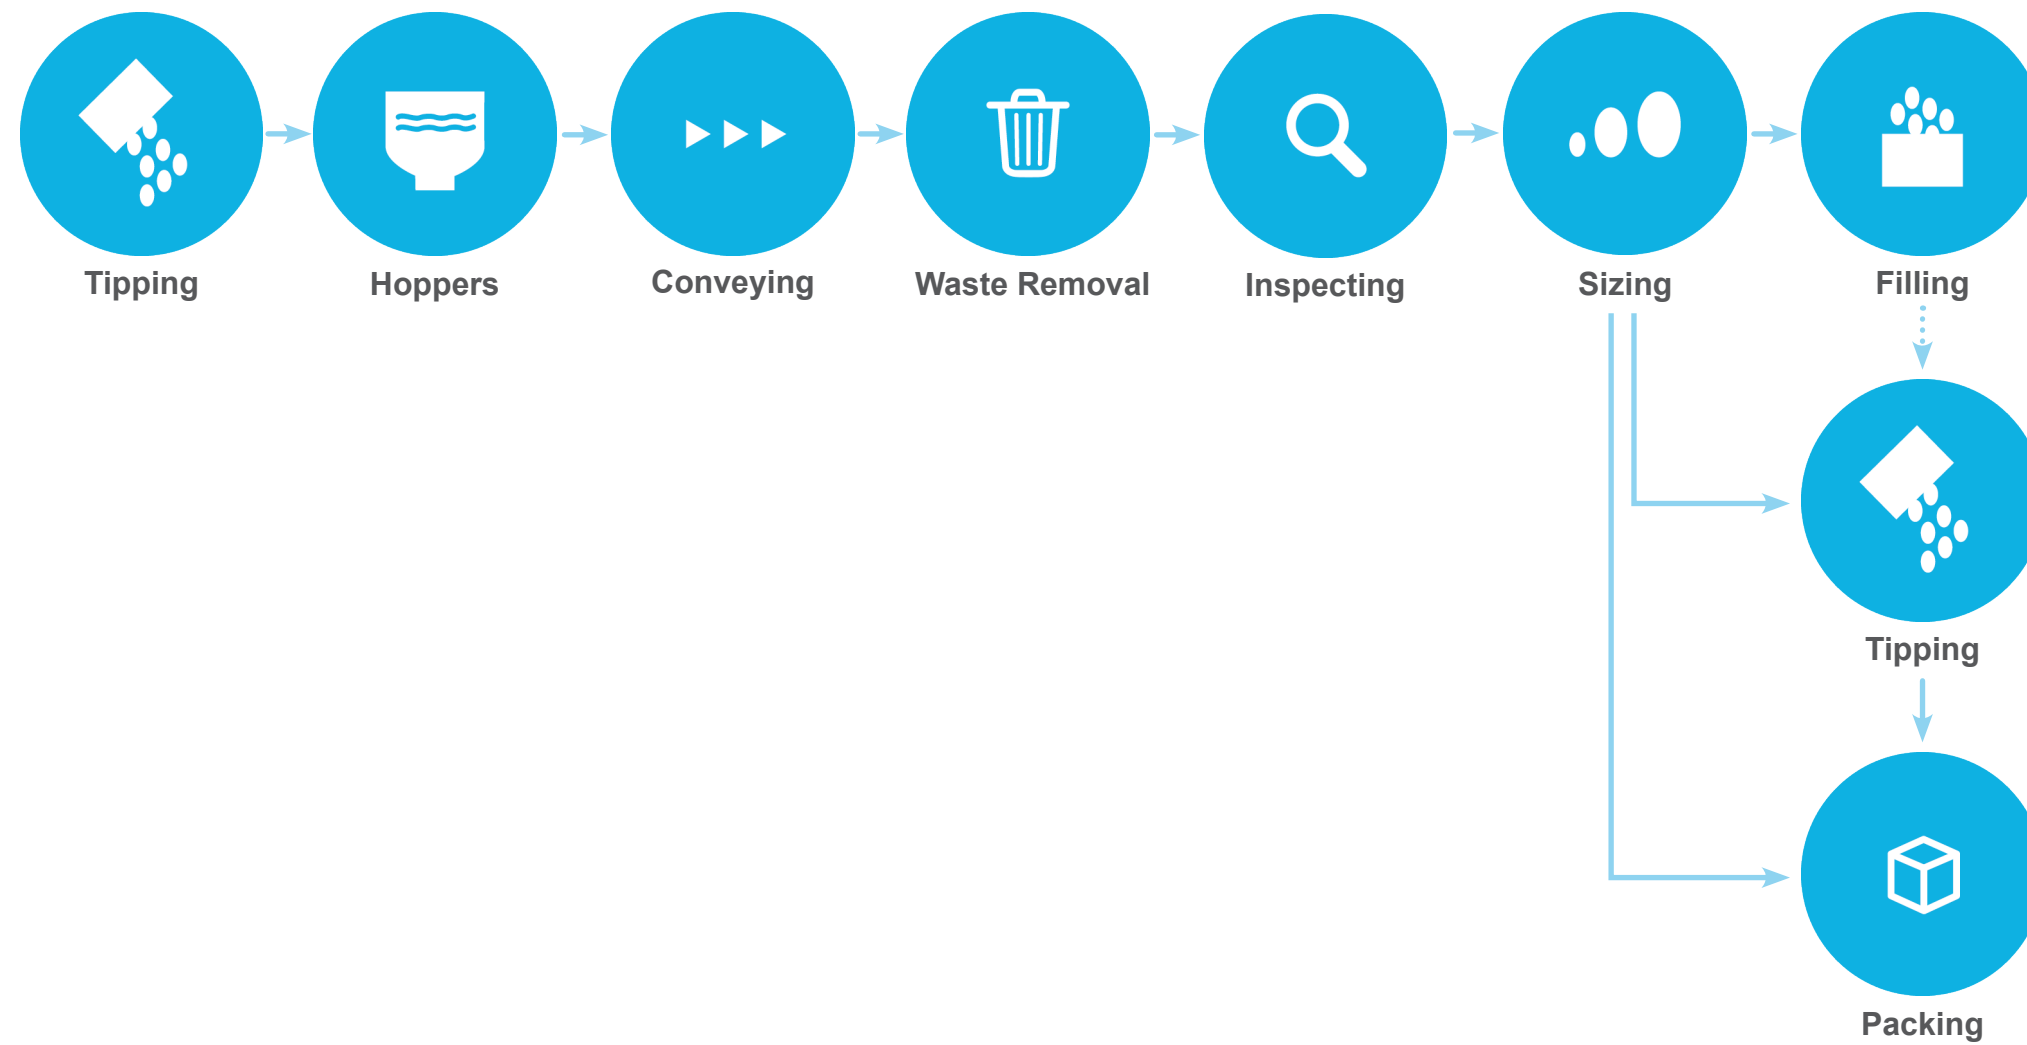 Tipping
Hoppers
Conveying
Waste Removal
Inspecting
Sizing
Filling
Tipping
Packing